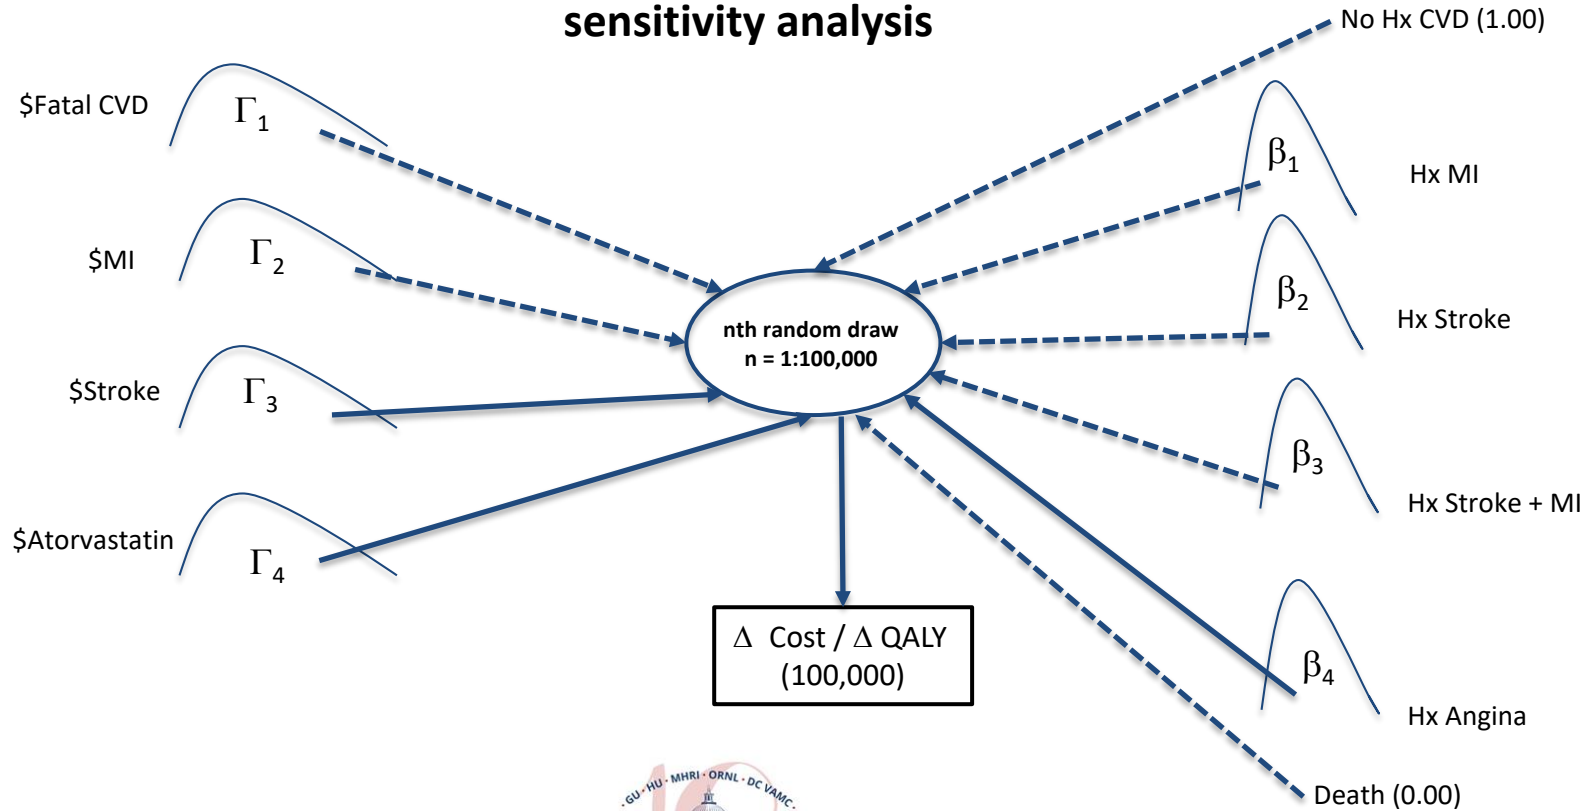 sensitivity analysis
No Hx CVD (1.00)
$Fatal CVD
Γ1
β1
Hx MI
$MI
Γ2
β2
Hx Stroke
nth random draw
n = 1:100,000
$Stroke
Γ3
β3
Hx Stroke + MI
$Atorvastatin
Γ4
Δ Cost / Δ QALY
(100,000)
β4
Hx Angina
Death (0.00)
· GU · HU · MHRI · ORNL · DC VAMC ·